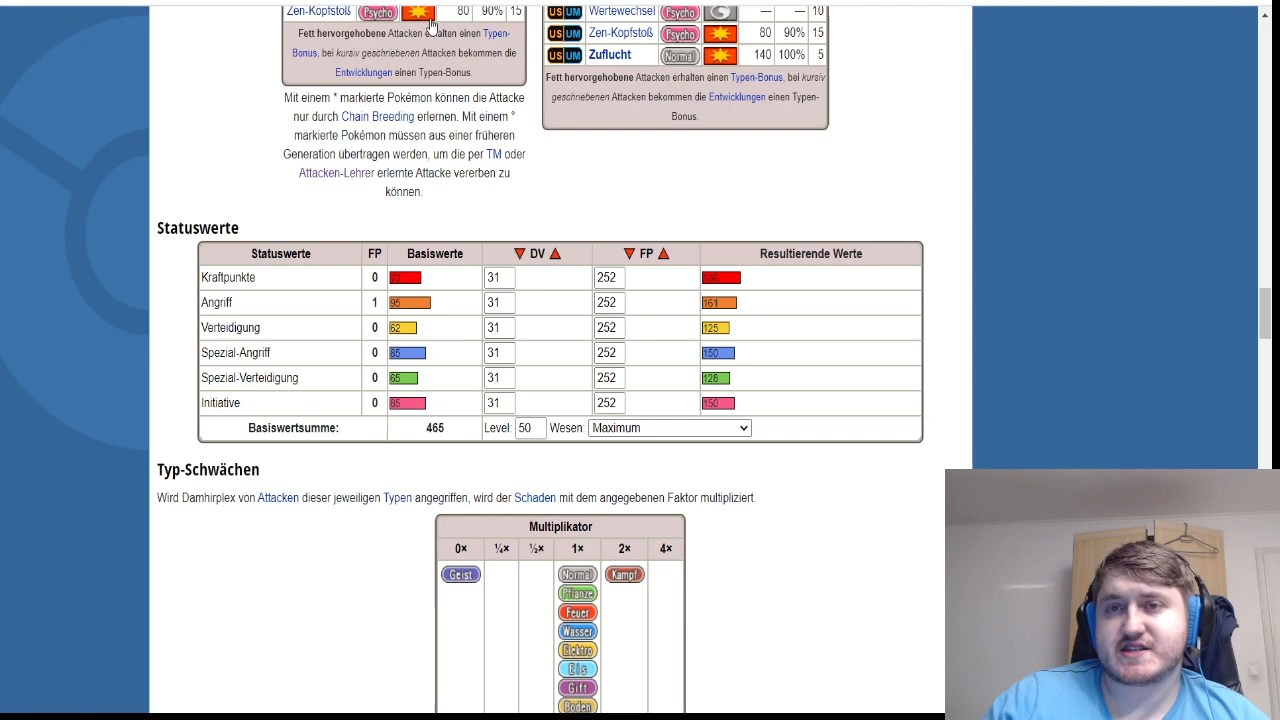 Zen-Kopfstoß Psycho 80 90% 15
Fett hervorgehobene Attacken erhalten einen Typen-
Bonus, bei kursiv geschriebenen Attacken bekommen die
Entwicklungen einen Typen-Bonus.
Mit einem * markierte Pokémon können die Attacke
nur durch Chain Breeding erlernen. Mit einem °
markierte Pokémon müssen aus einer früheren
Generation übertragen werden, um die per TM oder
Attacken-Lehrer erlernte Attacke vererben zu
können.
US UM Wertewechsel Psycho — — 10
US UM Zen-Kopfstoß Psycho 80 90% 15
US UM Zuflucht Normal 140 100% 5
Fett hervorgehobene Attacken erhalten einen Typen-Bonus, bei kursiv
geschriebenen Attacken bekommen die Entwicklungen einen Typen-
Bonus.
Statuswerte
Statuswerte FP Basiswerte ▼ DV ▲ ▼ FP ▲ Resultierende Werte
Kraftpunkte 0 31 252
Angriff 1 95 31 252 161
Verteidigung 0 62 31 252 125
Spezial-Angriff 0 85 31 252 150
Spezial-Verteidigung 0 65 31 252 128
Initiative 0 85 31 252 150
Basiswertsumme: 465 Level: 50 Wesen: Maximum
Typ-Schwächen
Wird Damhirplex von Attacken dieser jeweiligen Typen angegriffen, wird der Schaden mit dem angegebenen Faktor multipliziert.
Multiplikator
0× ¼× ½× 1× 2× 4×
Geist Normal Kampf
Pflanze
Feuer
Wasser
Elektro
Eis
Gift
Boden